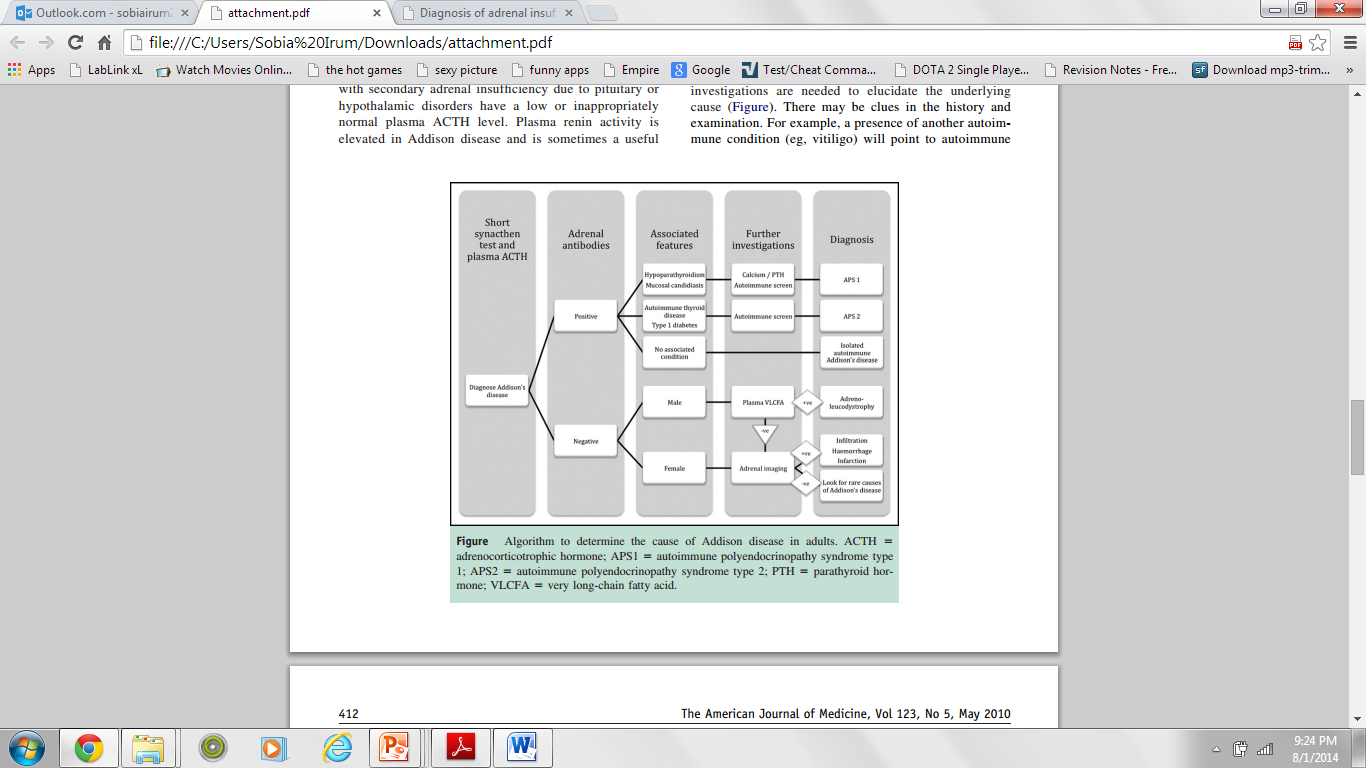 Outlook.com - sobiairum
attachment.pdf
Diagnosis of adrenal insuf
file:///C:/Users/Sobia%20Irum/Downloads/attachment.pdf
Apps
LabLink xL
Watch Movies Onlin...
the hot games
sexy picture
funny apps
Empire
Google
Test/Cheat Comma...
DOTA 2 Single Playe...
Revision Notes - Fre...
Download mp3-trim...
»
with secondary adrenal insufficiency due to pituitary or
hypothalamic disorders have a low or inappropriately
normal plasma ACTH level. Plasma renin activity is
elevated in Addison disease and is sometimes a useful
investigations are needed to elucidate the underlying
cause (Figure). There may be clues in the history and
examination. For example, a presence of another autoim-
mune condition (eg, vitiligo) will point to autoimmune
Short
synacthen
test and
plasma ACTH
Adrenal
antibodies
Associated
features
Further
investigations
Diagnosis
Hypoparathyroidism
Mucosal candidiasis
Calcium / PTH
Autoimmune screen
APS 1
Positive
Autoimmune thyroid
disease
Type 1 diabetes
Autoimmune screen
APS 2
No associated
condition
Isolated
autoimmune
Addison's disease
Diagnose Addison's
disease
Male
Plasma VLCFA
+ve
Adreno-
leucodystrophy
-ve
Negative
Female
Adrenal imaging
+ve
Infiltration
Haemorrhage
Infarction
-ve
Look for rare causes
of Addison's disease
Figure Algorithm to determine the cause of Addison disease in adults. ACTH =
adrenocorticotrophic hormone; APS1 = autoimmune polyendocrinopathy syndrome type
1; APS2 = autoimmune polyendocrinopathy syndrome type 2; PTH = parathyroid hor-
mone; VLCFA = very long-chain fatty acid.
412
The American Journal of Medicine, Vol 123, No 5, May 2010
9:24 PM
8/1/2014